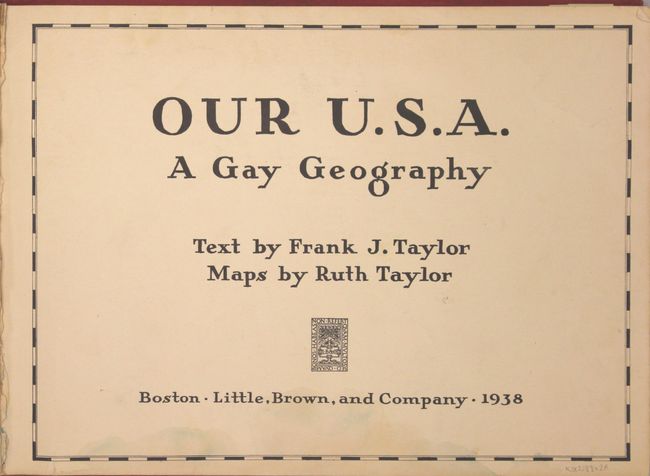 OUR U.S.A.
A Gay Geography
Text by Frank J. Taylor
Maps by Ruth Taylor
Boston · Little, Brown, and Company · 1938